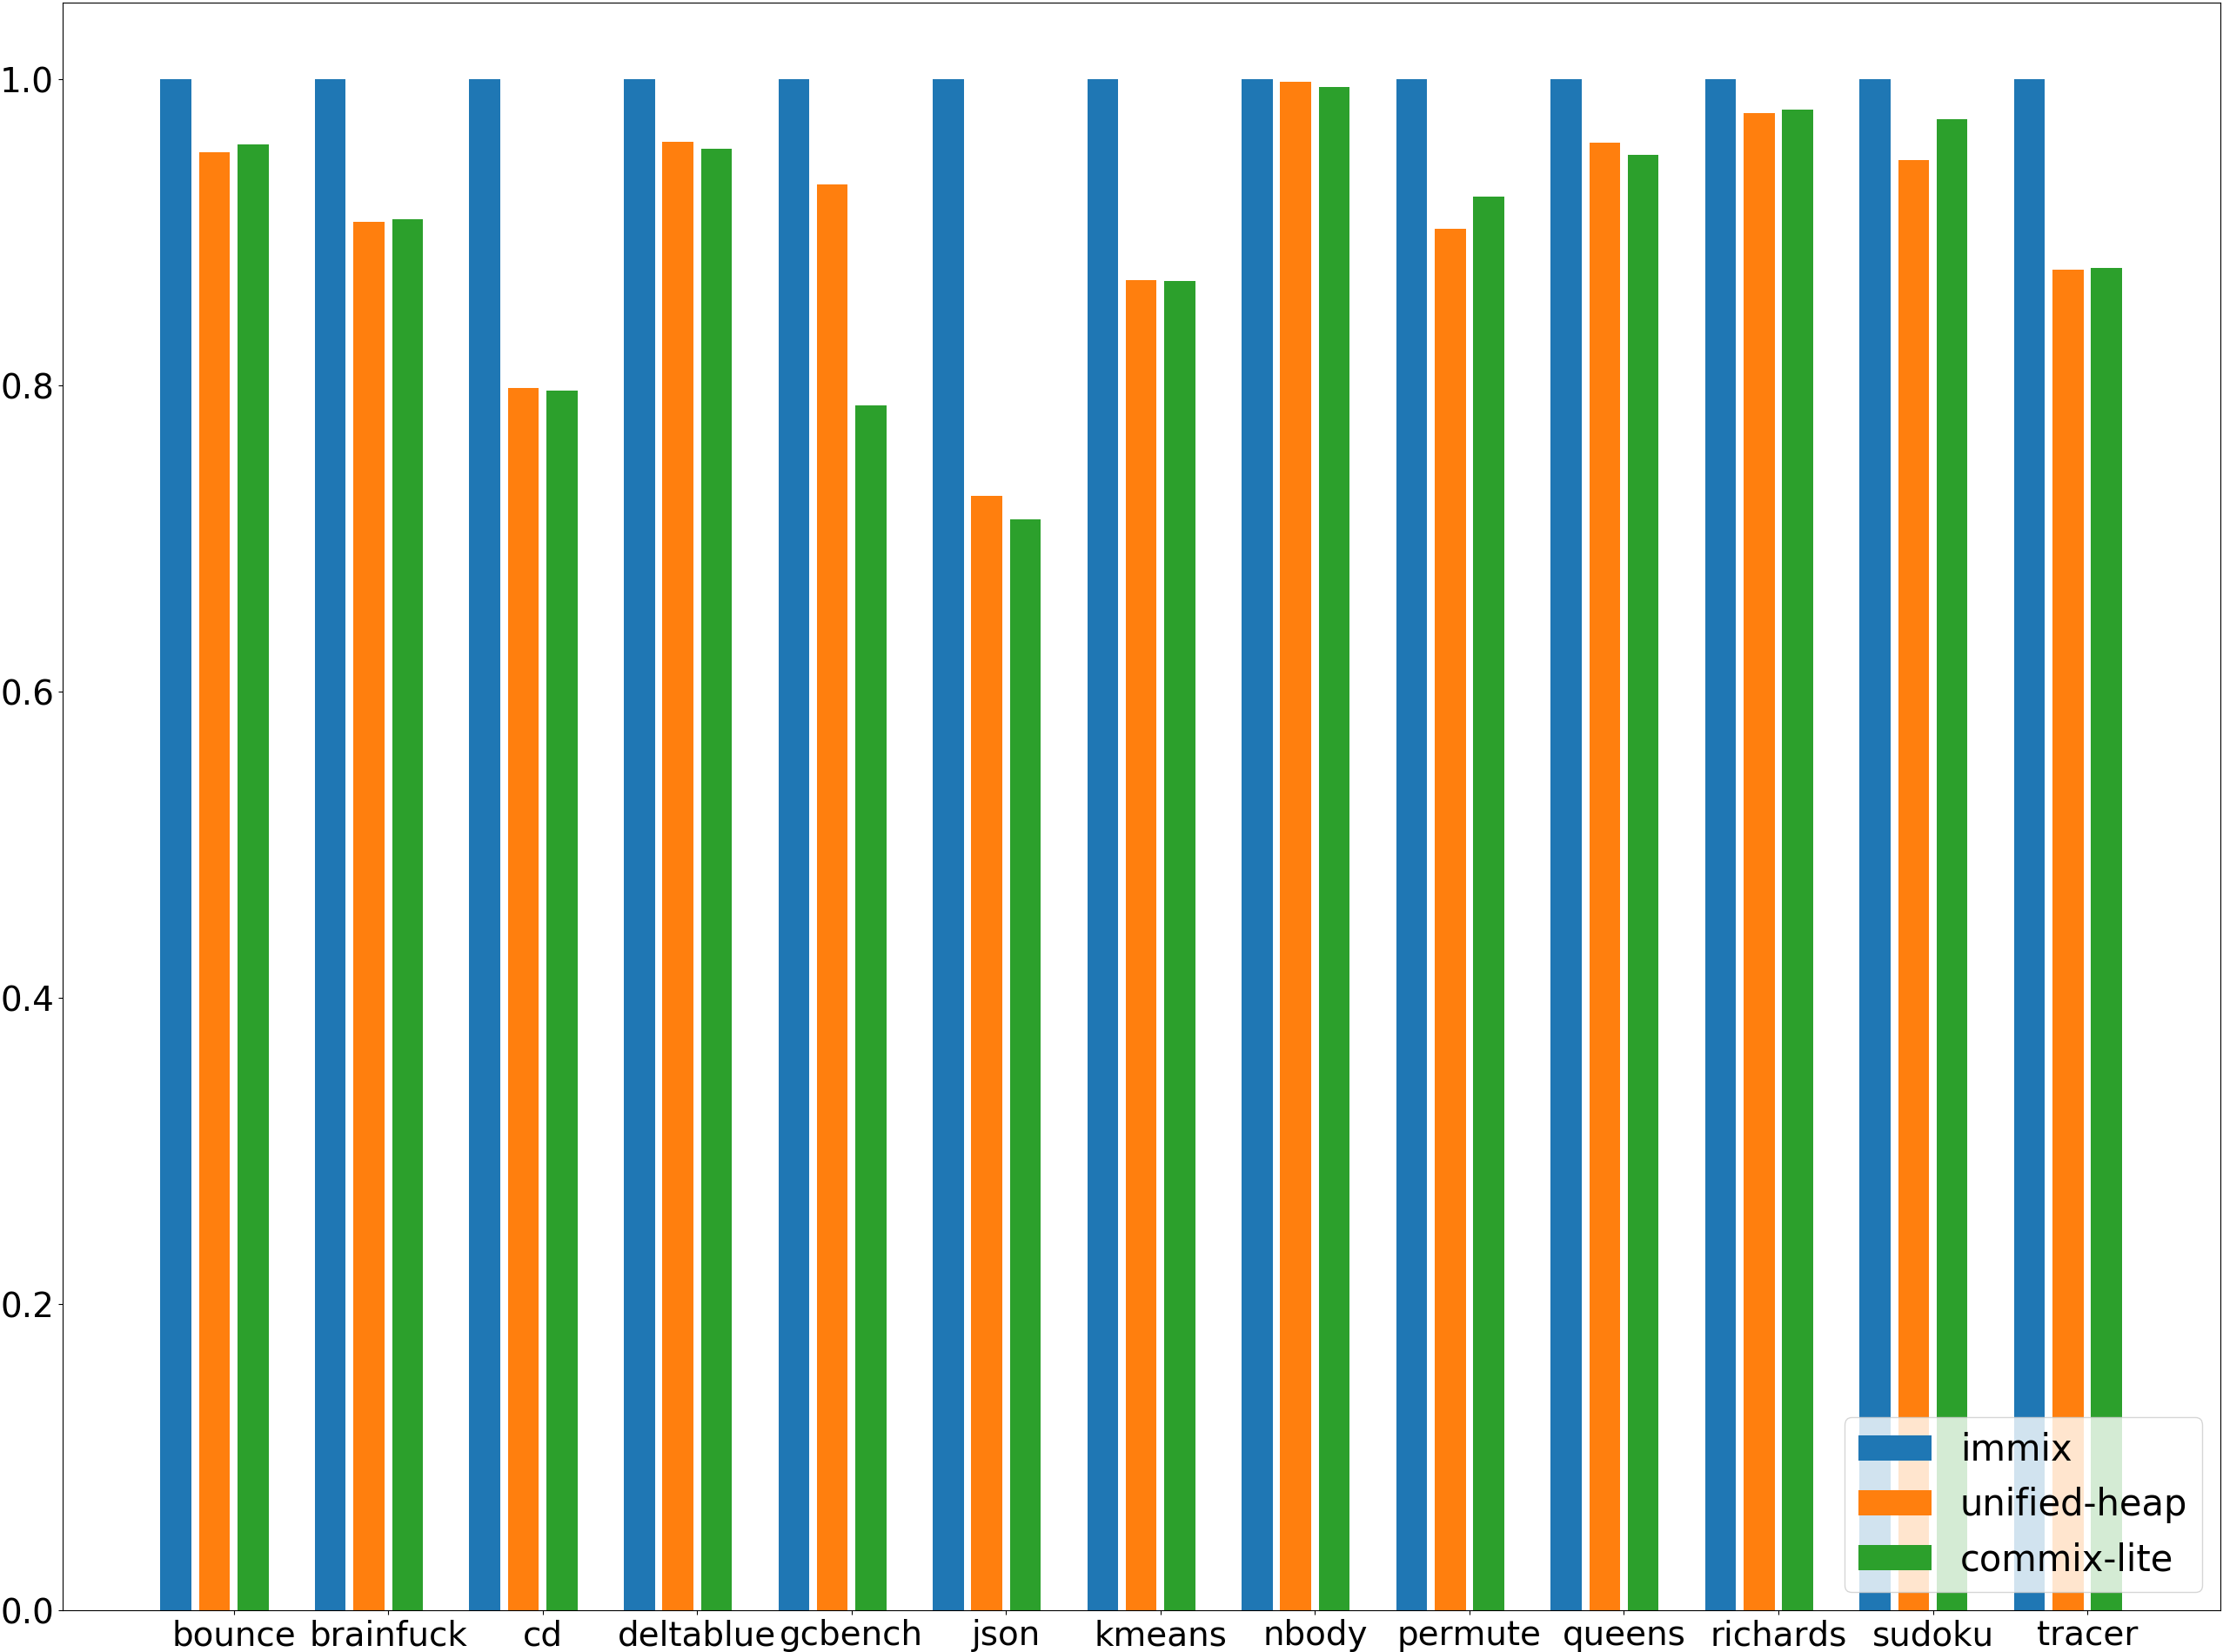 1.0
0.8
0.6
0.4
0.2
0.0
bounce brainfuck cd deltablue gcbench json kmeans nbody permute queens richards sudoku tracer
immix
unified-heap
commix-lite